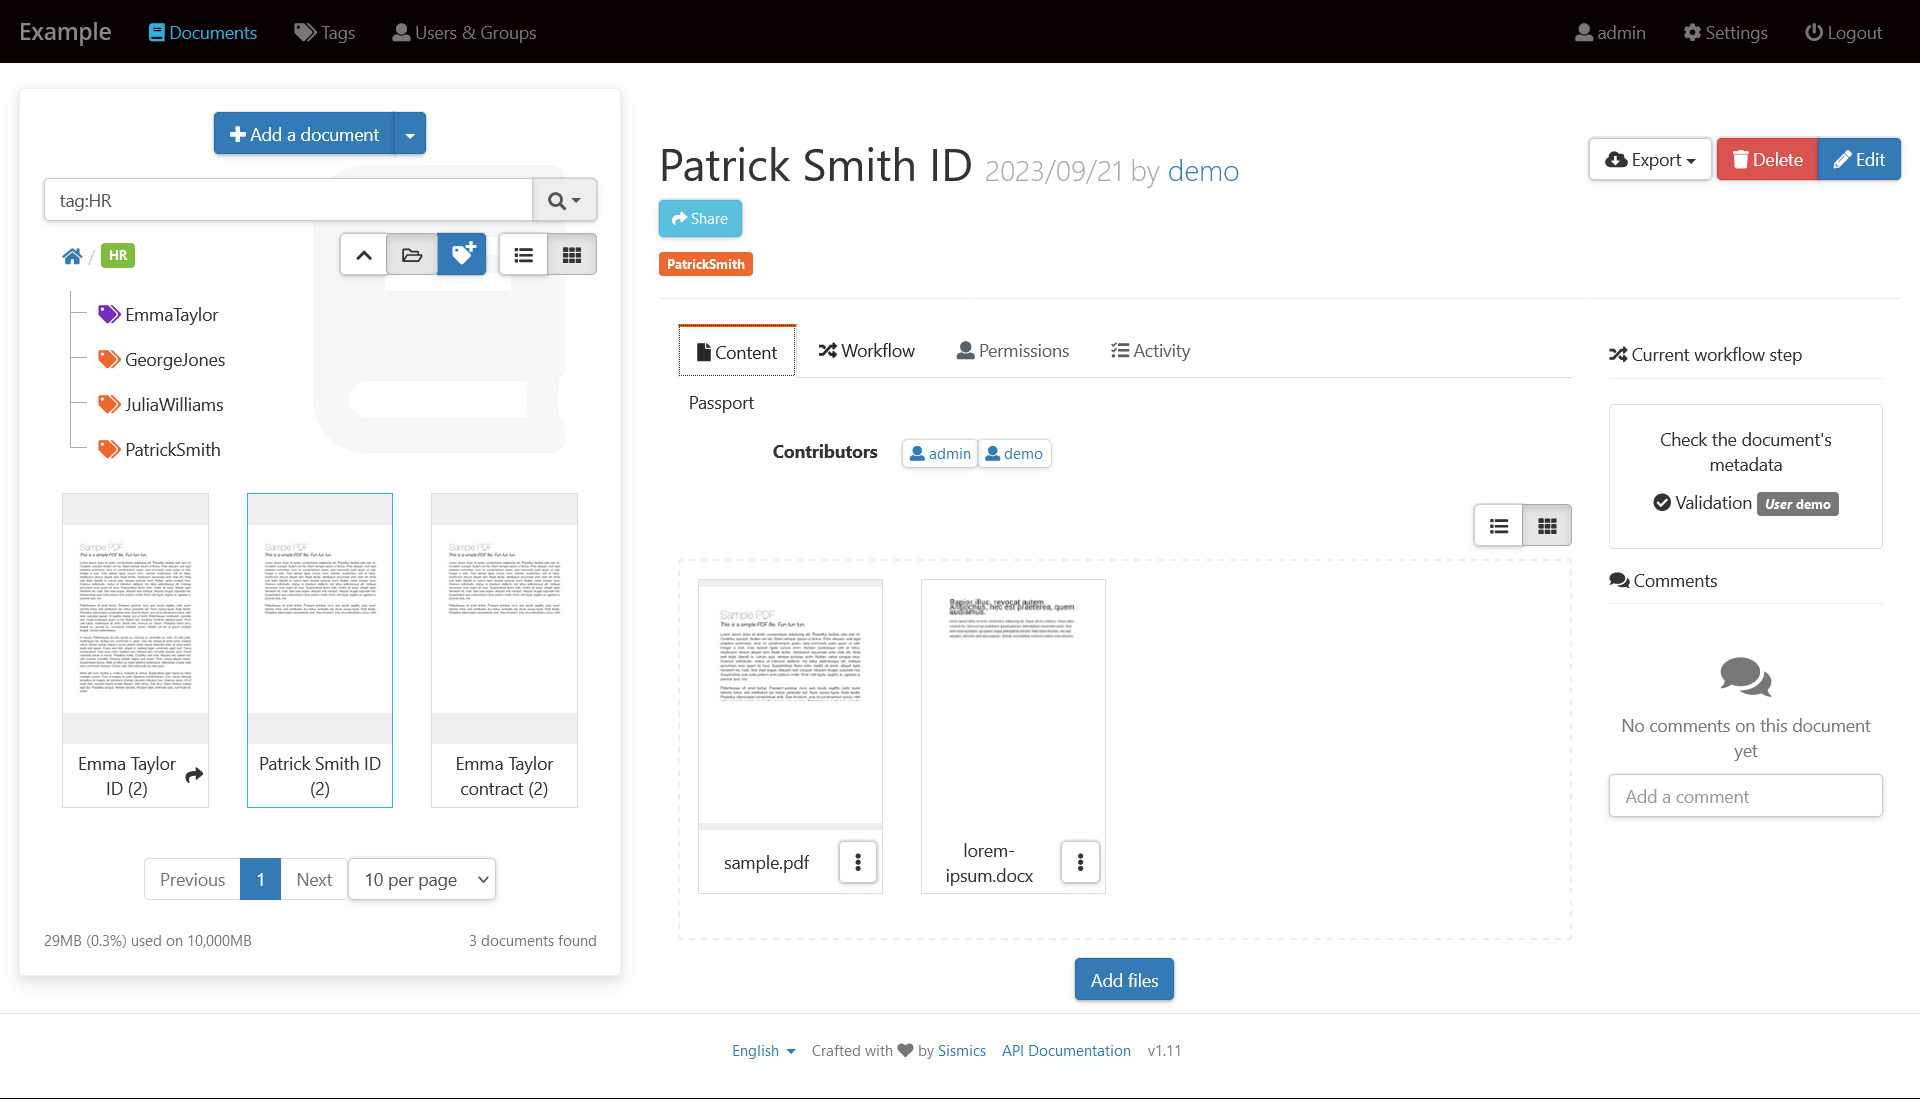 Example
Documents
Tags
Users & Groups
admin
Settings
Logout
Add a document
tag:HR
/ HR
EmmaTaylor
GeorgeJones
JuliaWilliams
PatrickSmith
Sample PDF
This is a simple PDF file. Fun fun fun.
Emma Taylor
ID (2)
Sample PDF
This is a simple PDF file. Fun fun fun.
Patrick Smith ID
(2)
Sample PDF
This is a simple PDF file. Fun fun fun.
Emma Taylor
contract (2)
Previous
1
Next
10 per page
29MB (0.3%) used on 10,000MB
3 documents found
Patrick Smith ID 2023/09/21 by demo
Export
Delete
Edit
Share
PatrickSmith
Content
Workflow
Permissions
Activity
Passport
Contributors
admin
demo
Sample PDF
This is a simple PDF file. Fun fun fun.
sample.pdf
lorem-
ipsum.docx
Add files
Current workflow step
Check the document's
metadata
Validation User demo
Comments
No comments on this document
yet
Add a comment
English
Crafted with by Sismics
API Documentation
v1.11